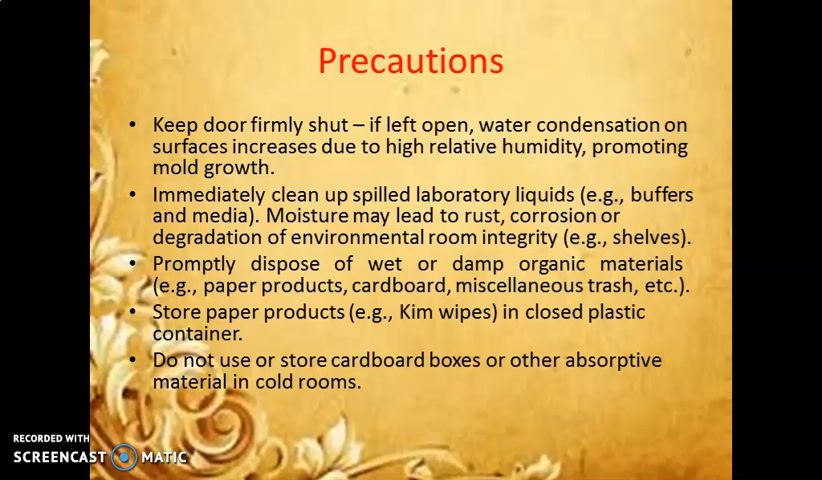 Precautions
• Keep door firmly shut – if left open, water condensation on
surfaces increases due to high relative humidity, promoting
mold growth.
• Immediately clean up spilled laboratory liquids (e.g., buffers
and media). Moisture may lead to rust, corrosion or
degradation of environmental room integrity (e.g., shelves).
• Promptly dispose of wet or damp organic materials
(e.g., paper products, cardboard, miscellaneous trash, etc.).
• Store paper products (e.g., Kim wipes) in closed plastic
container.
• Do not use or store cardboard boxes or other absorptive
material in cold rooms.
RECORDED WITH
SCREENCAST MATIC